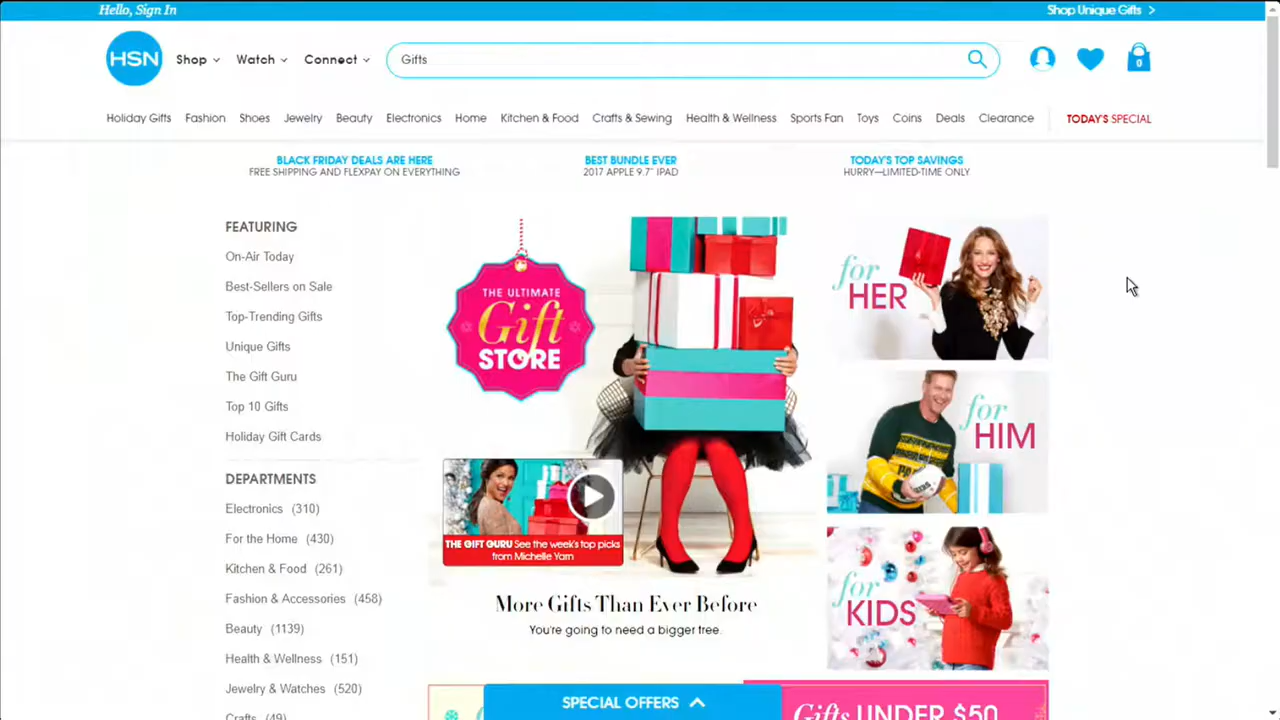 Hello, Sign In
Shop Unique Gifts >
HSN
Shop
Watch
Connect
Gifts
0
Holiday Gifts
Fashion
Shoes
Jewelry
Beauty
Electronics
Home
Kitchen & Food
Crafts & Sewing
Health & Wellness
Sports Fan
Toys
Coins
Deals
Clearance
TODAY'S SPECIAL
BLACK FRIDAY DEALS ARE HERE
FREE SHIPPING AND FLEXPAY ON EVERYTHING
BEST BUNDLE EVER
2017 APPLE 9.7" IPAD
TODAY'S TOP SAVINGS
HURRY—LIMITED-TIME ONLY
FEATURING
On-Air Today
Best-Sellers on Sale
Top-Trending Gifts
Unique Gifts
The Gift Guru
Top 10 Gifts
Holiday Gift Cards
DEPARTMENTS
Electronics (310)
For the Home (430)
Kitchen & Food (261)
Fashion & Accessories (458)
Beauty (1139)
Health & Wellness (151)
Jewelry & Watches (520)
Crafts (49)
THE ULTIMATE
Gift
STORE
THE GIFT GURU See the week's top picks
from Michelle Yarn
More Gifts Than Ever Before
You're going to need a bigger tree.
for
HER
for
HIM
for
KIDS
SPECIAL OFFERS
Gifts UNDER $50